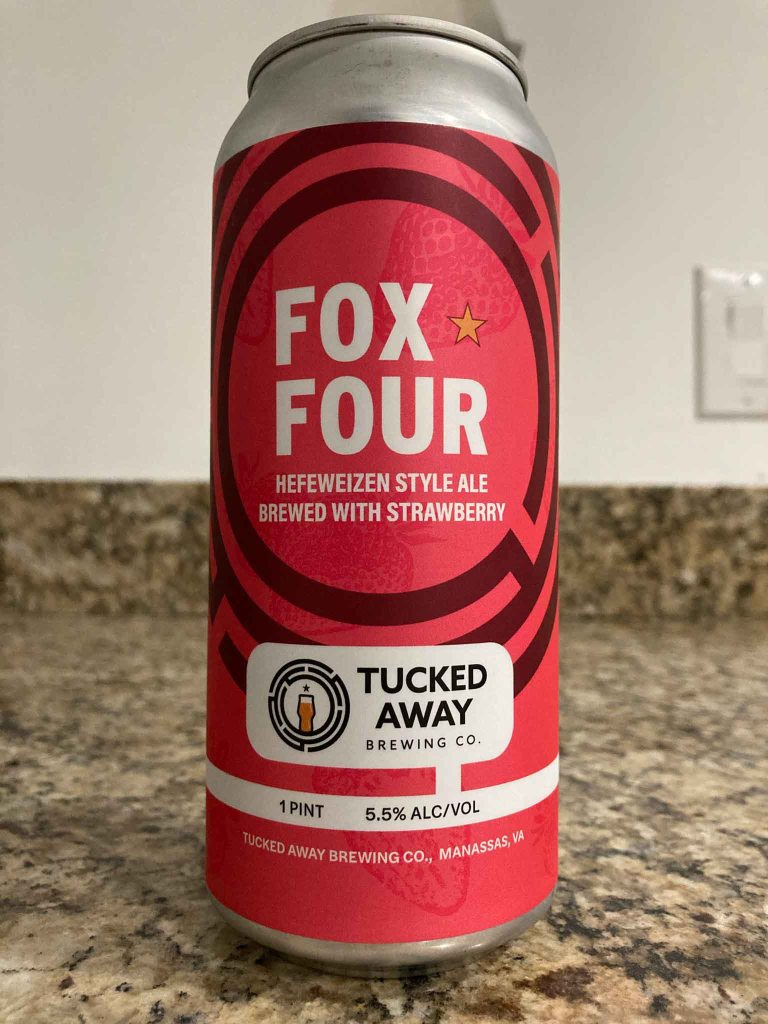 FOX
FOUR
HEFEWEIZEN STYLE ALE
BREWED WITH STRAWBERRY
TUCKED
AWAY
BREWING CO.
1 PINT 5.5% ALC/VOL
TUCKED AWAY BREWING CO., MANASSAS, VA